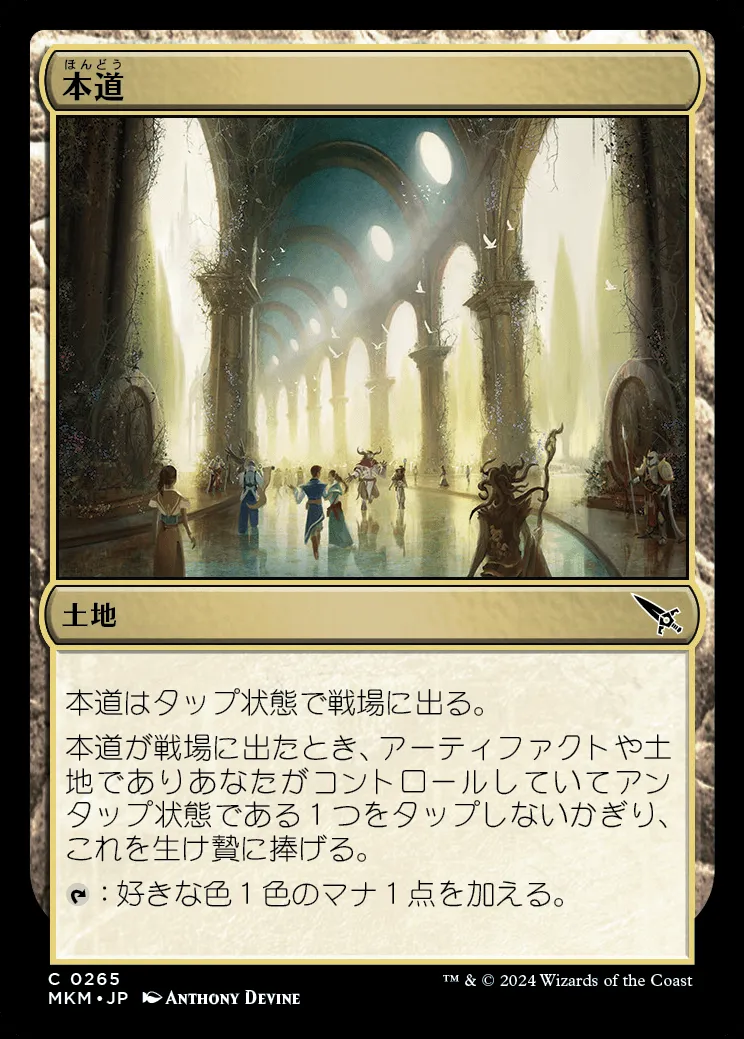 ほんどう
本道
土地
本道はタップ状態で戦場に出る。
本道が戦場に出たとき、アーティファクトや土
地でありあなたがコントロールしていてアン
タップ状態である１つをタップしないかぎり、
これを生け贄に捧げる。
：好きな色１色のマナ１点を加える。
C 0265
MKM • JP Anthony Devine
™ & © 2024 Wizards of the Coast